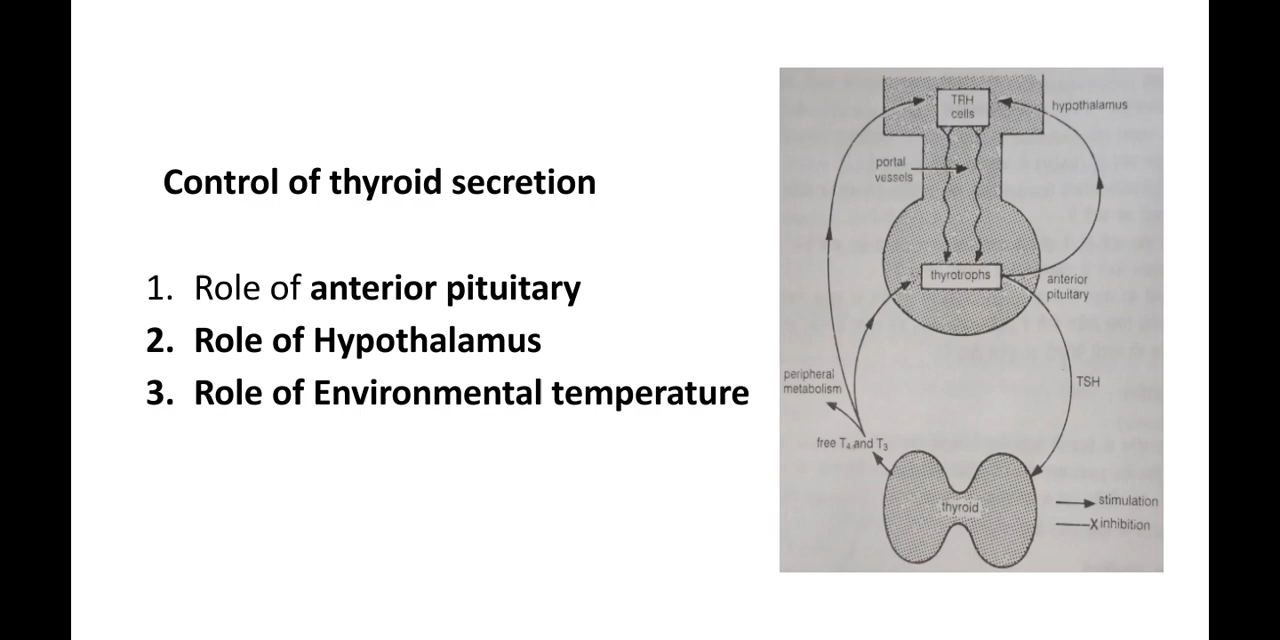 Control of thyroid secretion
1. Role of anterior pituitary
2. Role of Hypothalamus
3. Role of Environmental temperature
TRH
cells
hypothalamus
portal
vessels
thyrotrophs
anterior
pituitary
peripheral
metabolism
TSH
free T₄ and T₃
thyroid
stimulation
X inhibition